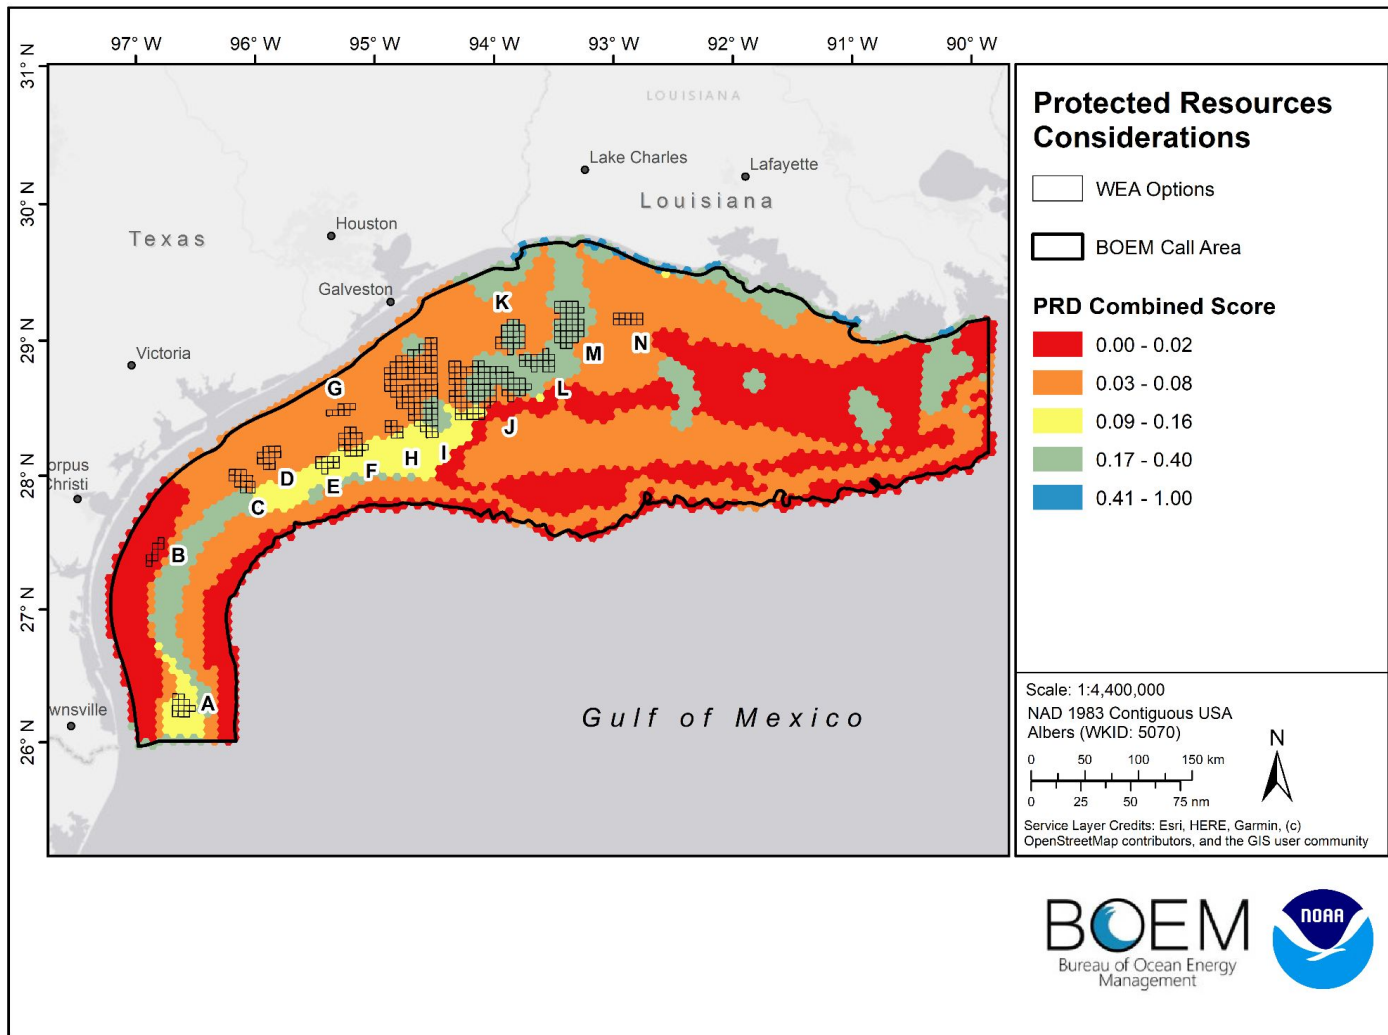 97° W 96° W 95° W 94° W 93° W 92° W 91° W 90° W
31° N
30° N
29° N
28° N
27° N
26° N
LOUISIANA
Lake Charles
Lafayette
Louisiana
Houston
Texas
Galveston
Victoria
orpus
Christi
wnsville
K
N
M
G
L
J
I
H
F
D
E
C
B
A
Gulf of Mexico
Protected Resources
Considerations
WEA Options
BOEM Call Area
PRD Combined Score
0.00 - 0.02
0.03 - 0.08
0.09 - 0.16
0.17 - 0.40
0.41 - 1.00
Scale: 1:4,400,000
NAD 1983 Contiguous USA
Albers (WKID: 5070)
N
0 50 100 150 km
0 25 50 75 nm
Service Layer Credits: Esri, HERE, Garmin, (c)
OpenStreetMap contributors, and the GIS user community
BOEM
Bureau of Ocean Energy
Management
NOAA